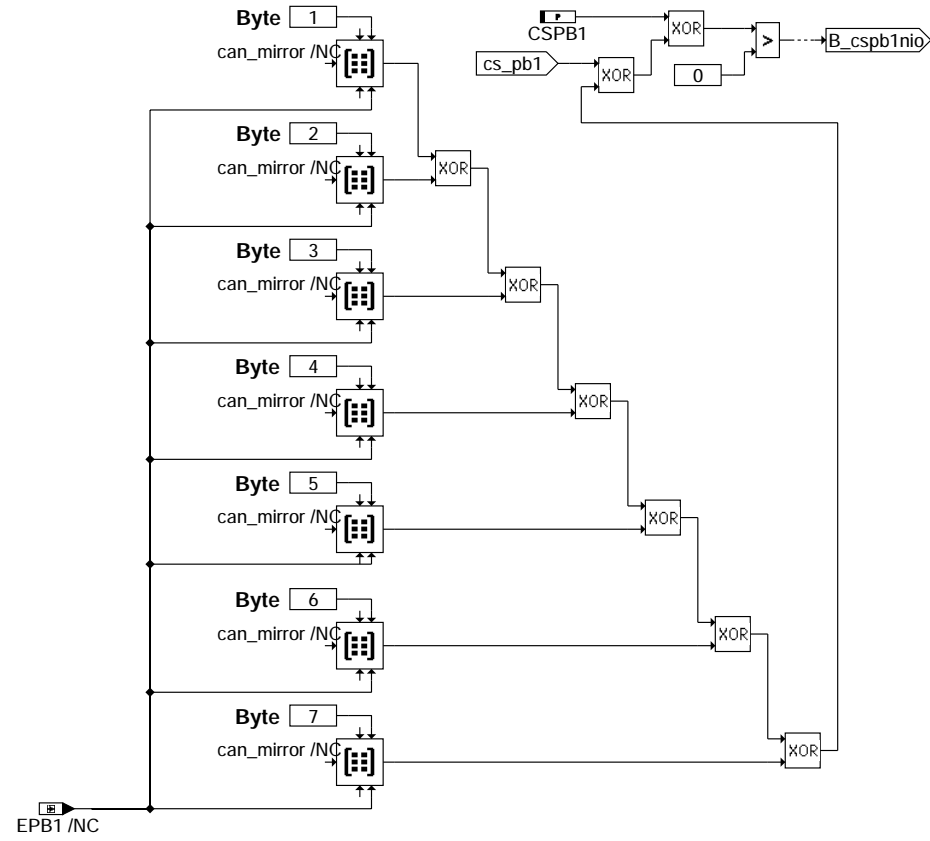 Byte 1
can_mirror /NC
CSPB1
XOR
>
B_cspb1nio
cs_pb1
XOR
0
Byte 2
can_mirror /NC
XOR
Byte 3
can_mirror /NC
XOR
Byte 4
can_mirror /NC
XOR
Byte 5
can_mirror /NC
XOR
Byte 6
can_mirror /NC
XOR
Byte 7
can_mirror /NC
XOR
EPB1 /NC